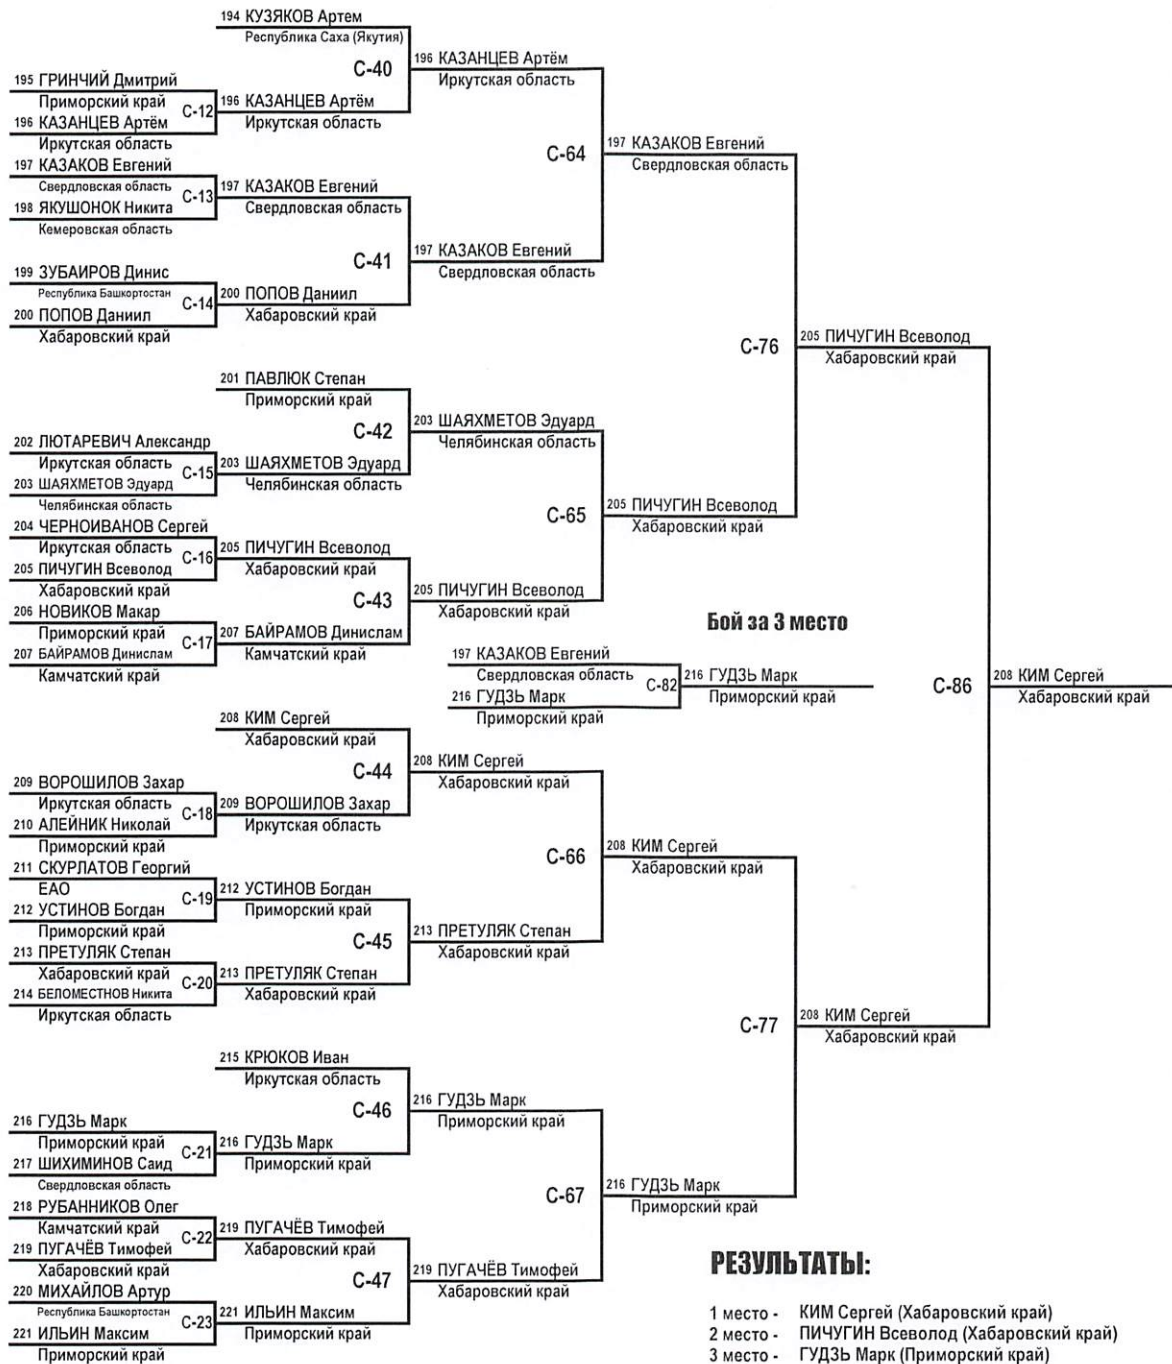 194 КУЗЯКОВ Артем
Республика Саха (Якутия)
С-40
196 КАЗАНЦЕВ Артём
Иркутская область
195 ГРИНЧИЙ Дмитрий
Приморский край
С-12
196 КАЗАНЦЕВ Артём
Иркутская область
196 КАЗАНЦЕВ Артём
Иркутская область
С-64
197 КАЗАКОВ Евгений
Свердловская область
197 КАЗАКОВ Евгений
Свердловская область
С-13
197 КАЗАКОВ Евгений
Свердловская область
198 ЯКУШОНОК Никита
Кемеровская область
С-41
197 КАЗАКОВ Евгений
Свердловская область
199 ЗУБАИРОВ Динис
Республика Башкортостан
С-14
200 ПОПОВ Даниил
Хабаровский край
200 ПОПОВ Даниил
Хабаровский край
С-76
205 ПИЧУГИН Всеволод
Хабаровский край
201 ПАВЛЮК Степан
Приморский край
С-42
203 ШАЯХМЕТОВ Эдуард
Челябинская область
202 ЛЮТАРЕВИЧ Александр
Иркутская область
С-15
203 ШАЯХМЕТОВ Эдуард
Челябинская область
203 ШАЯХМЕТОВ Эдуард
Челябинская область
С-65
205 ПИЧУГИН Всеволод
Хабаровский край
204 ЧЕРНОИВАНОВ Сергей
Иркутская область
С-16
205 ПИЧУГИН Всеволод
Хабаровский край
205 ПИЧУГИН Всеволод
Хабаровский край
С-43
205 ПИЧУГИН Всеволод
Хабаровский край
206 НОВИКОВ Макар
Приморский край
С-17
207 БАЙРАМОВ Динислам
Камчатский край
207 БАЙРАМОВ Динислам
Камчатский край
Бой за 3 место
197 КАЗАКОВ Евгений
Свердловская область
С-82
216 ГУДЗЬ Марк
Приморский край
216 ГУДЗЬ Марк
Приморский край
С-86
208 КИМ Сергей
Хабаровский край
208 КИМ Сергей
Хабаровский край
С-44
208 КИМ Сергей
Хабаровский край
209 ВОРОШИЛОВ Захар
Иркутская область
С-18
209 ВОРОШИЛОВ Захар
Иркутская область
210 АЛЕЙНИК Николай
Приморский край
С-66
208 КИМ Сергей
Хабаровский край
211 СКУРЛАТОВ Георгий
ЕАО
С-19
212 УСТИНОВ Богдан
Приморский край
212 УСТИНОВ Богдан
Приморский край
С-45
213 ПРЕТУЛЯК Степан
Хабаровский край
213 ПРЕТУЛЯК Степан
Хабаровский край
С-20
213 ПРЕТУЛЯК Степан
Хабаровский край
214 БЕЛОМЕСТНОВ Никита
Иркутская область
С-77
208 КИМ Сергей
Хабаровский край
215 КРЮКОВ Иван
Иркутская область
С-46
216 ГУДЗЬ Марк
Приморский край
216 ГУДЗЬ Марк
Приморский край
С-21
216 ГУДЗЬ Марк
Приморский край
217 ШИХИМИНОВ Саид
Свердловская область
С-67
216 ГУДЗЬ Марк
Приморский край
218 РУБАННИКОВ Олег
Камчатский край
С-22
219 ПУГАЧЁВ Тимофей
Хабаровский край
219 ПУГАЧЁВ Тимофей
Хабаровский край
С-47
219 ПУГАЧЁВ Тимофей
Хабаровский край
220 МИХАЙЛОВ Артур
Республика Башкортостан
С-23
221 ИЛЬИН Максим
Приморский край
221 ИЛЬИН Максим
Приморский край
РЕЗУЛЬТАТЫ:
1 место - КИМ Сергей (Хабаровский край)
2 место - ПИЧУГИН Всеволод (Хабаровский край)
3 место - ГУДЗЬ Марк (Приморский край)